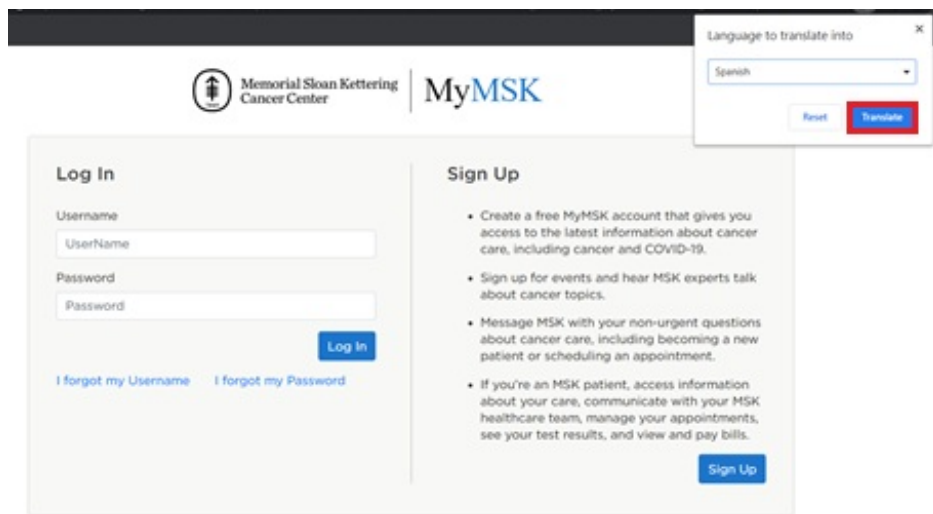 Language to translate into
Spanish
Reset
Translate
Memorial Sloan Kettering
Cancer Center
MyMSK
Log In
Username
UserName
Password
Password
Log In
I forgot my Username
I forgot my Password
Sign Up
• Create a free MyMSK account that gives you
access to the latest information about cancer
care, including cancer and COVID-19.
• Sign up for events and hear MSK experts talk
about cancer topics.
• Message MSK with your non-urgent questions
about cancer care, including becoming a new
patient or scheduling an appointment.
• If you're an MSK patient, access information
about your care, communicate with your MSK
healthcare team, manage your appointments,
see your test results, and view and pay bills.
Sign Up